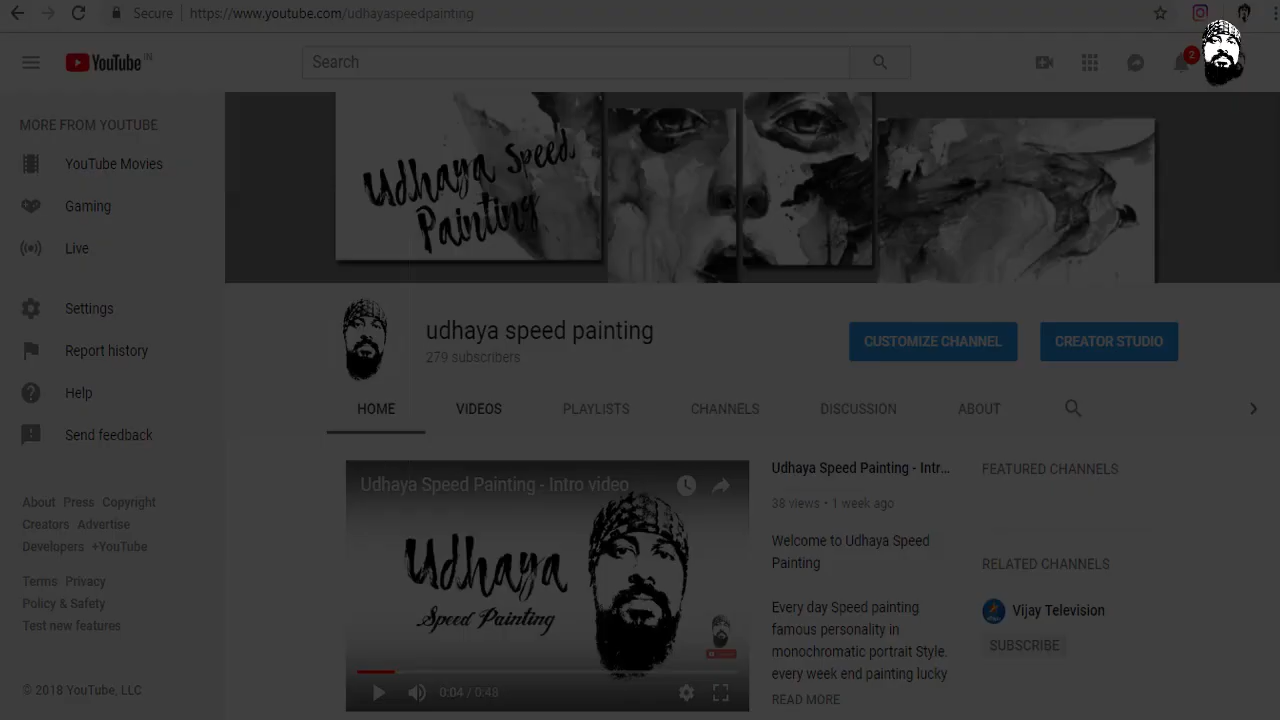 Secure
https://www.youtube.com/udhayaspeedpainting
YouTube IN
Search
2
MORE FROM YOUTUBE
YouTube Movies
Gaming
Live
Settings
Report history
Help
Send feedback
About Press Copyright
Creators Advertise
Developers +YouTube
Terms Privacy
Policy & Safety
Test new features
© 2018 YouTube, LLC
Udhaya Speed
Painting
udhaya speed painting
279 subscribers
CUSTOMIZE CHANNEL
CREATOR STUDIO
HOME VIDEOS PLAYLISTS CHANNELS DISCUSSION ABOUT
Udhaya Speed Painting - Intro video
Udhaya
Speed Painting
0:04 / 0:48
Udhaya Speed Painting - Intr...
38 views • 1 week ago
Welcome to Udhaya Speed
Painting
Every day Speed painting
famous personality in
monochromatic portrait Style.
every week end painting lucky
READ MORE
FEATURED CHANNELS
RELATED CHANNELS
Vijay Television
SUBSCRIBE